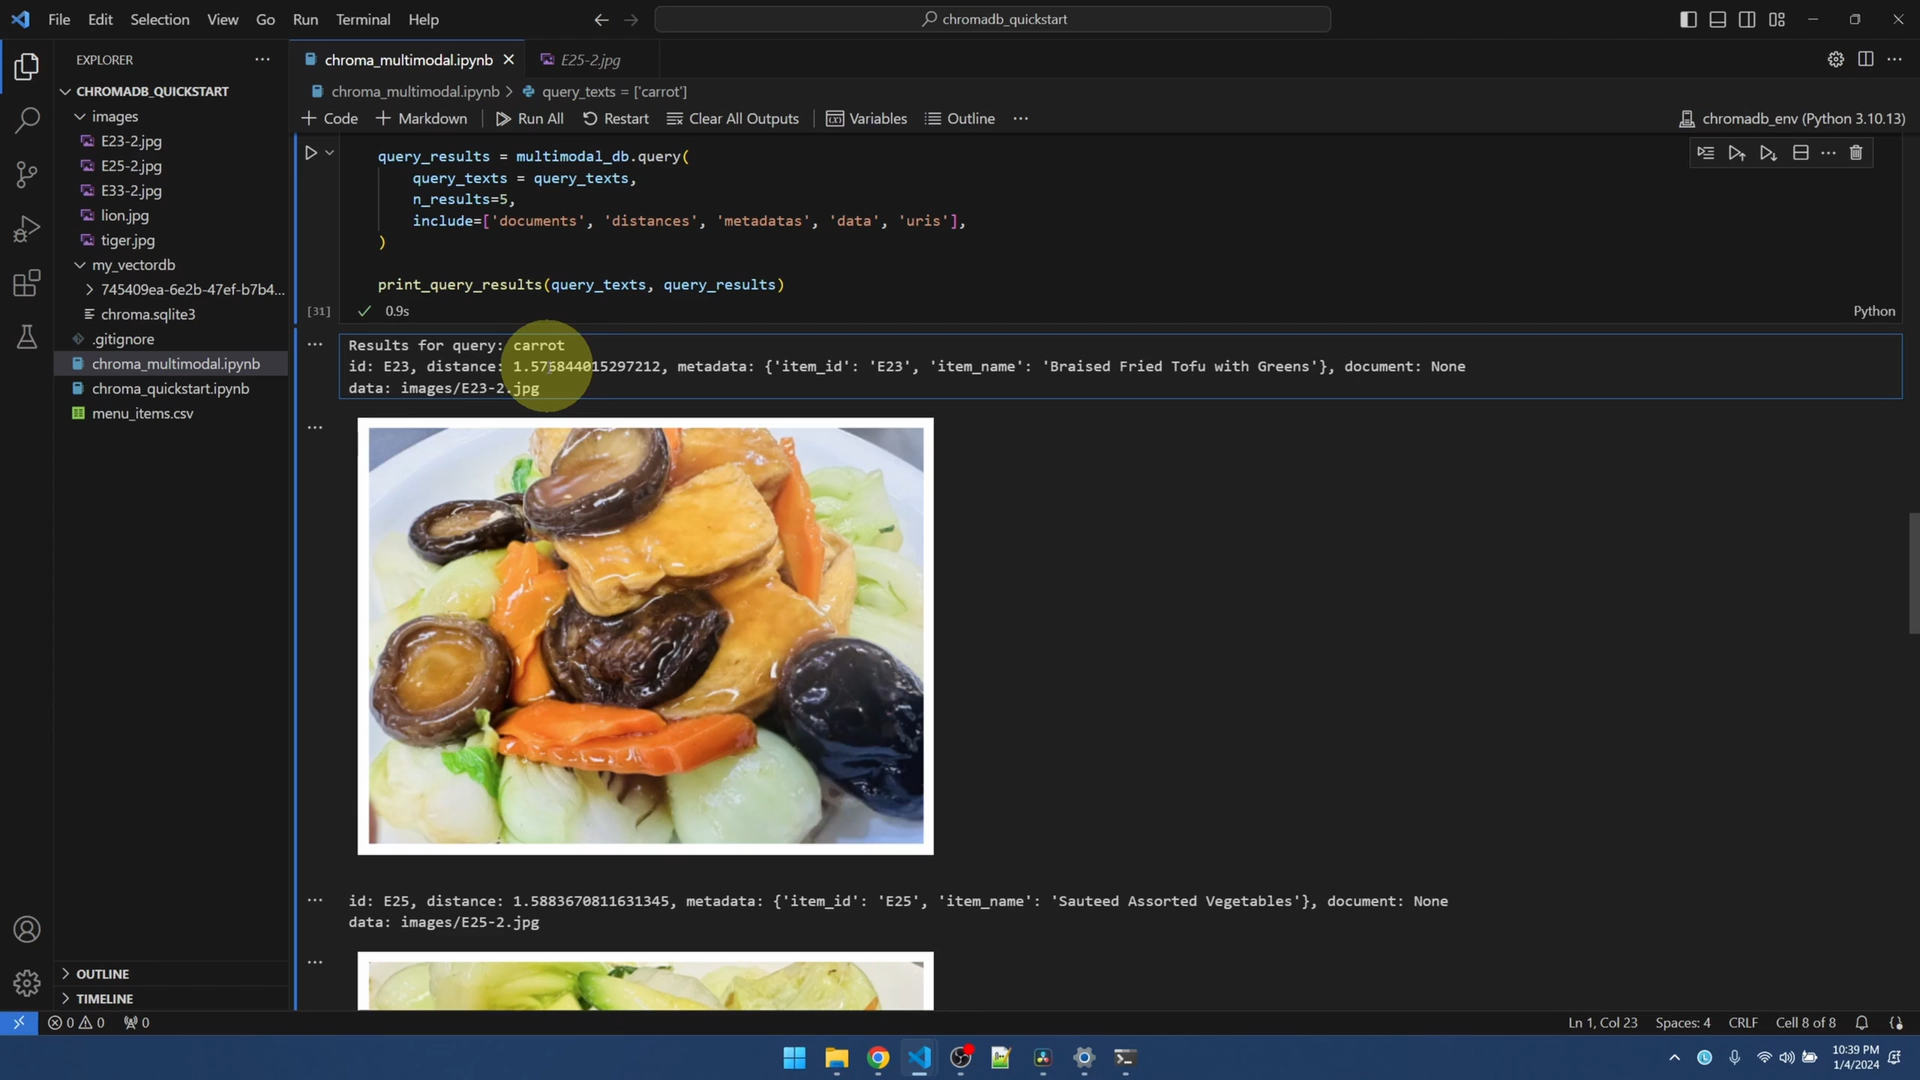 File Edit Selection View Go Run Terminal Help
chromadb_quickstart
EXPLORER
CHROMADB_QUICKSTART
images
E23-2.jpg
E25-2.jpg
E33-2.jpg
lion.jpg
tiger.jpg
my_vectordb
745409ea-6e2b-47ef-b7b4...
chroma.sqlite3
.gitignore
chroma_multimodal.ipynb
chroma_quickstart.ipynb
menu_items.csv
OUTLINE
TIMELINE
chroma_multimodal.ipynb E25-2.jpg
chroma_multimodal.ipynb > query_texts = ['carrot']
Code Markdown Run All Restart Clear All Outputs Variables Outline
chromadb_env (Python 3.10.13)
query_results = multimodal_db.query(
query_texts = query_texts,
n_results=5,
include=['documents', 'distances', 'metadatas', 'data', 'uris'],
)
print_query_results(query_texts, query_results)
[31] 0.9s Python
Results for query: carrot
id: E23, distance: 1.576844015297212, metadata: {'item_id': 'E23', 'item_name': 'Braised Fried Tofu with Greens'}, document: None
data: images/E23-2.jpg
id: E25, distance: 1.5883670811631345, metadata: {'item_id': 'E25', 'item_name': 'Sauteed Assorted Vegetables'}, document: None
data: images/E25-2.jpg
0 0 0
Ln 1, Col 23 Spaces: 4 CRLF Cell 8 of 8
10:39 PM
1/4/2024